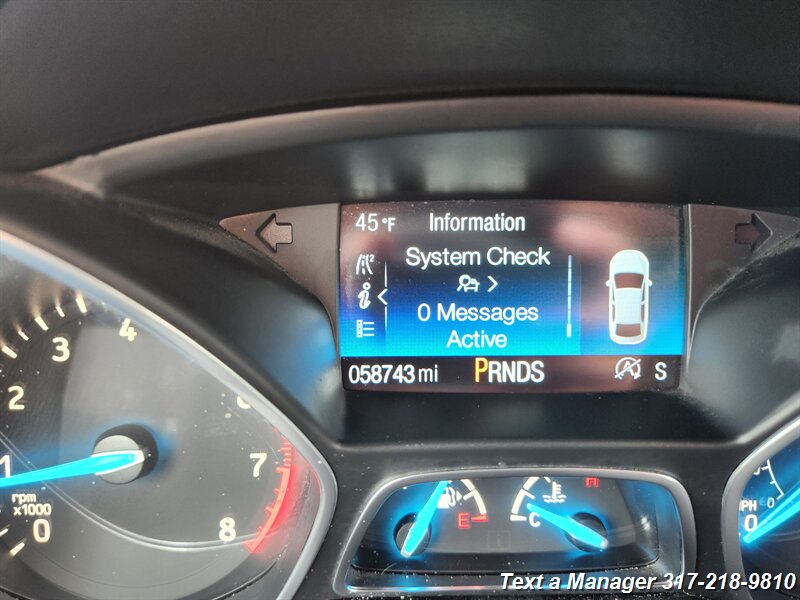 45°F Information
System Check
0 Messages
Active
058743 mi PRNDS S
4
3
2
1
0
7
8
rpm
x1000
E
C
H
0
Text a Manager 317-218-9810